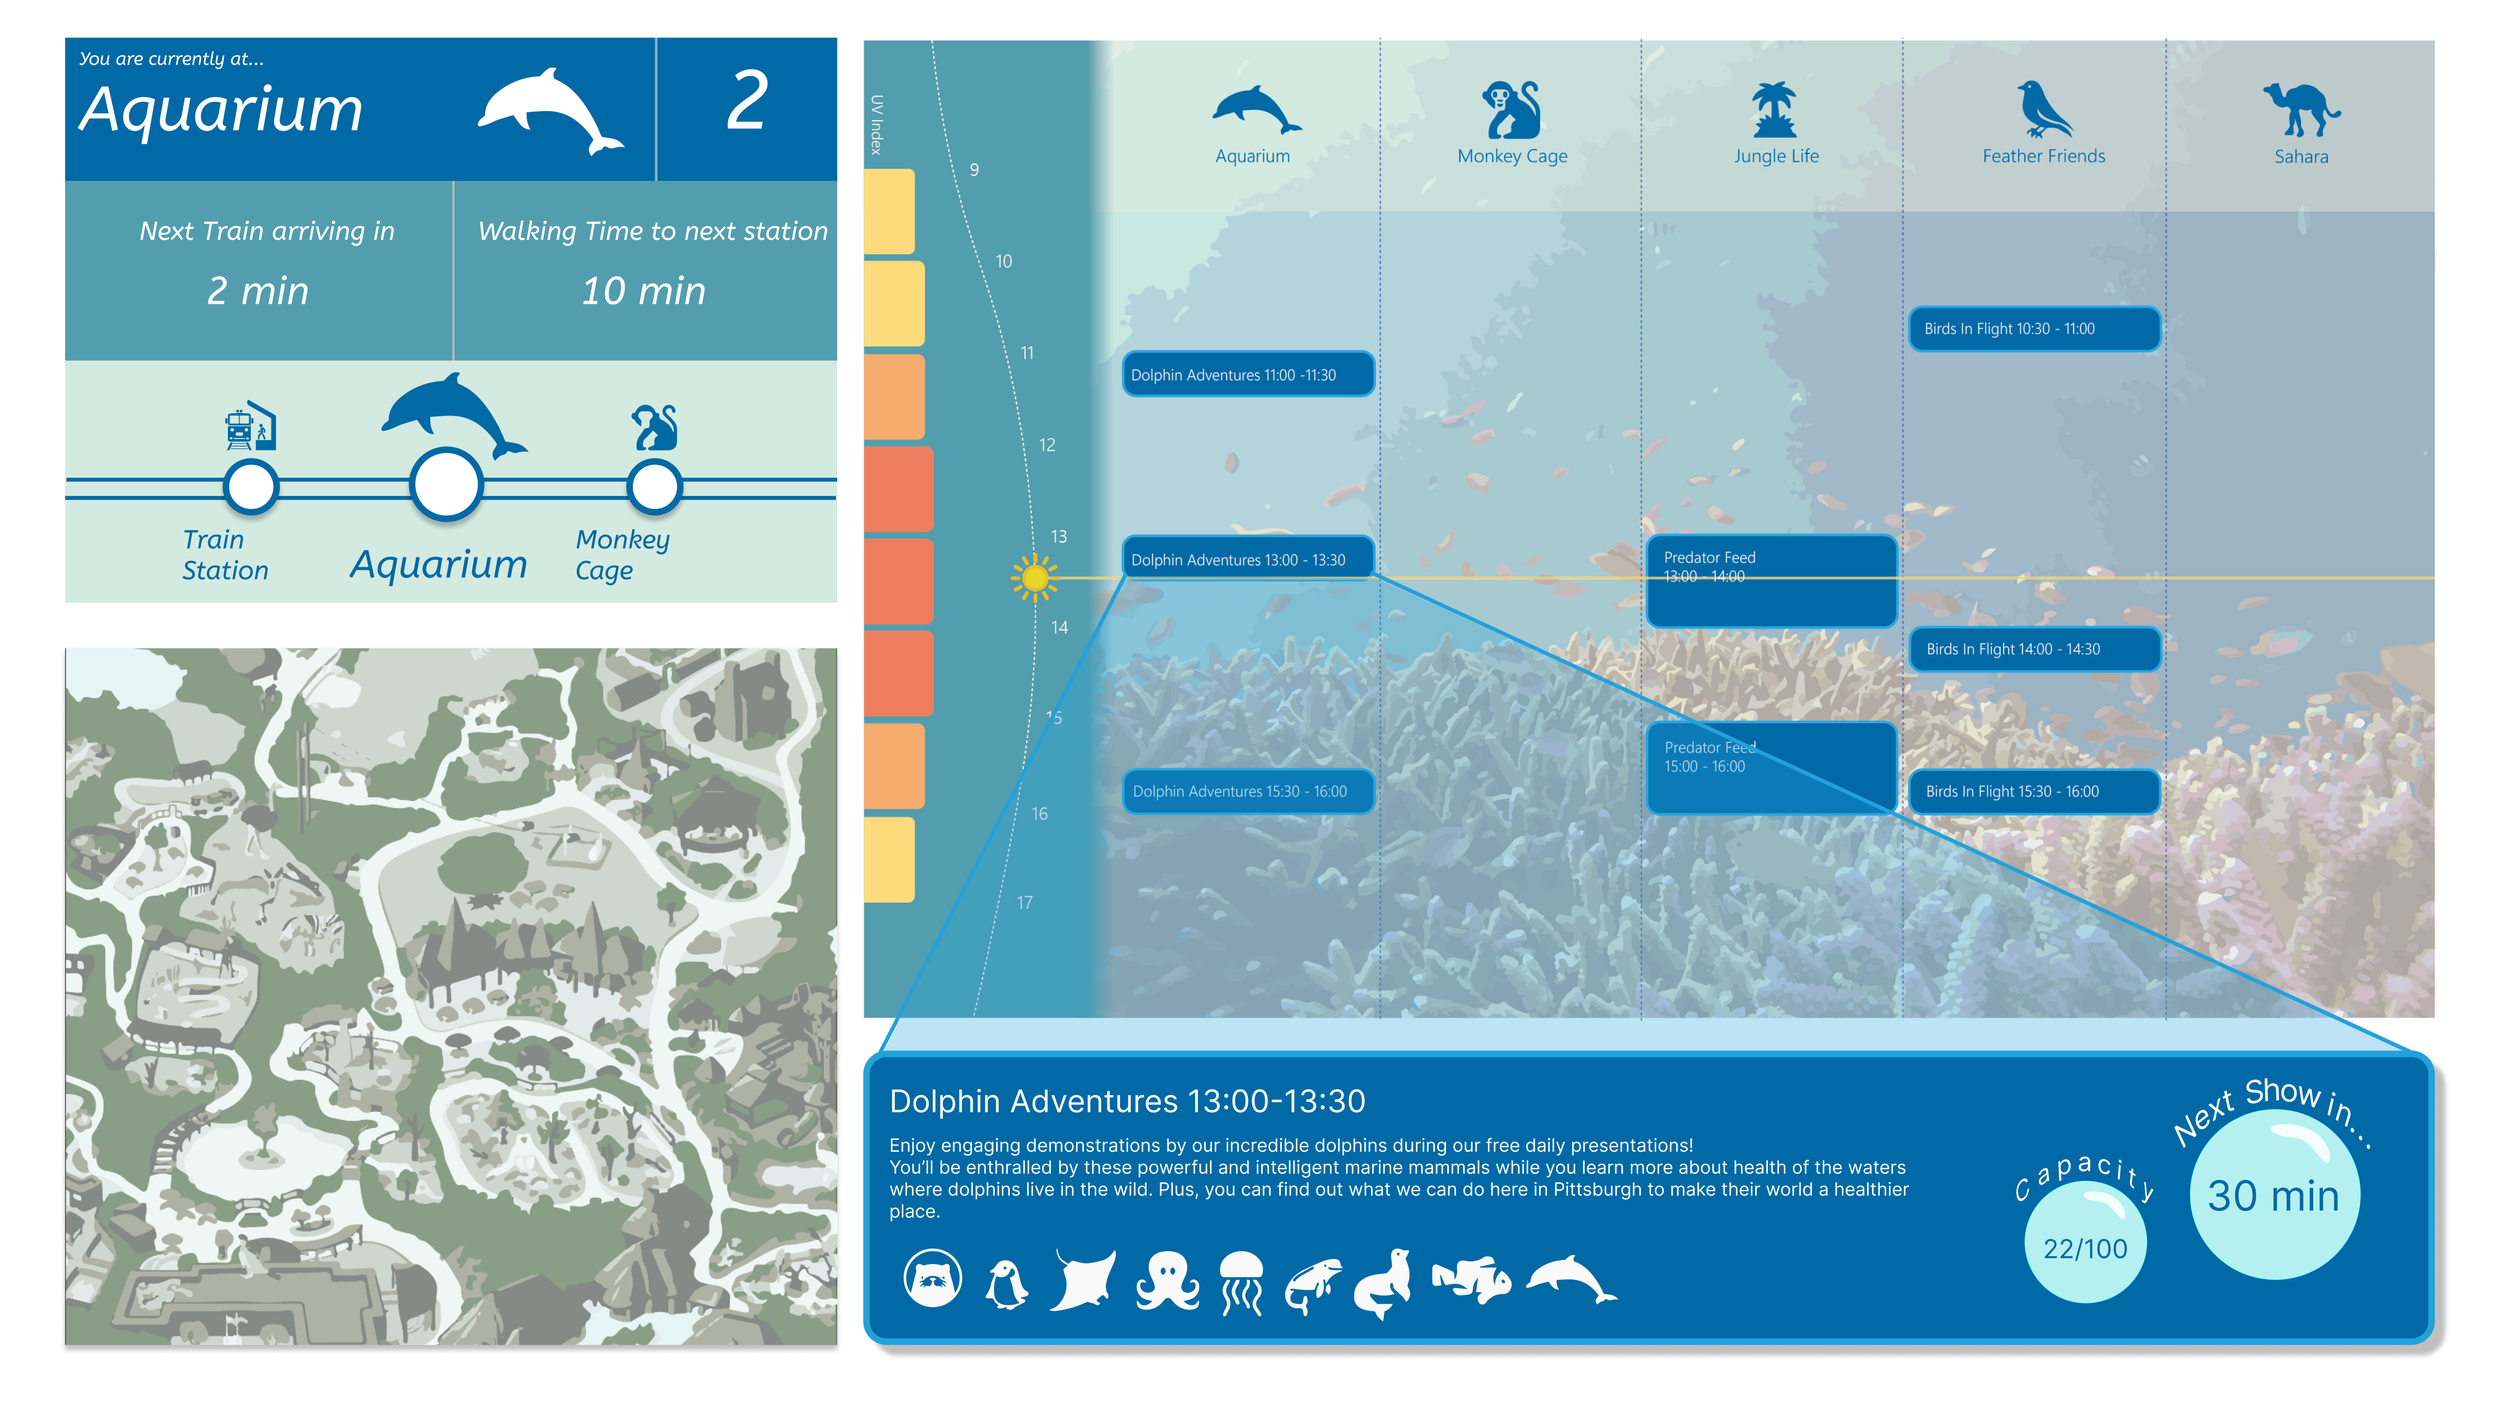 You are currently at...
Aquarium
2
Next Train arriving in
2 min
Walking Time to next station
10 min
Train
Station
Aquarium
Monkey
Cage
UV Index
9
10
11
12
13
14
15
16
17
Aquarium
Monkey Cage
Jungle Life
Feather Friends
Sahara
Birds In Flight 10:30 - 11:00
Dolphin Adventures 11:00 -11:30
Dolphin Adventures 13:00 - 13:30
Predator Feed
13:00 - 14:00
Birds In Flight 14:00 - 14:30
Predator Feed
15:00 - 16:00
Dolphin Adventures 15:30 - 16:00
Birds In Flight 15:30 - 16:00
Dolphin Adventures 13:00-13:30
Enjoy engaging demonstrations by our incredible dolphins during our free daily presentations!
You'll be enthralled by these powerful and intelligent marine mammals while you learn more about health of the waters
where dolphins live in the wild. Plus, you can find out what we can do here in Pittsburgh to make their world a healthier
place.
Capacity
22/100
Next Show in...
30 min